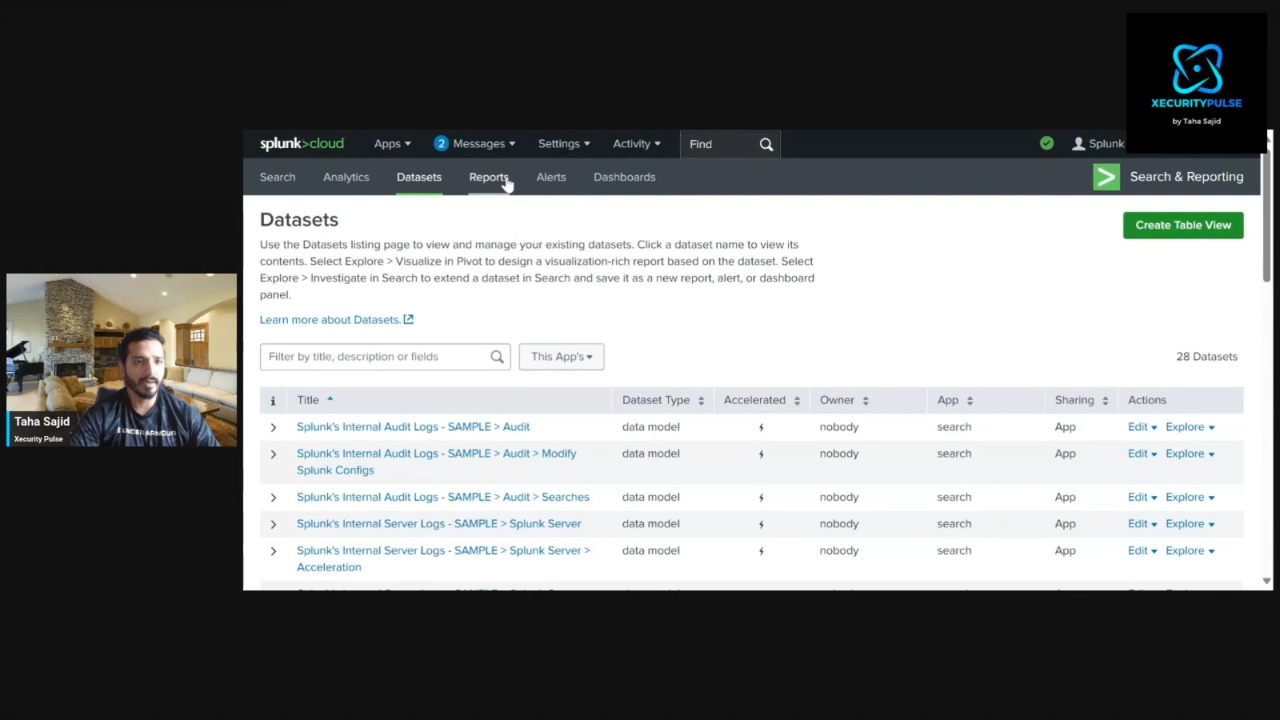 XECURITYPULSE
by Taha Sajid
splunk>cloud Apps 2 Messages Settings Activity Find Splunk
Search Analytics Datasets Reports Alerts Dashboards > Search & Reporting
Datasets
Create Table View
Use the Datasets listing page to view and manage your existing datasets. Click a dataset name to view its
contents. Select Explore > Visualize in Pivot to design a visualization-rich report based on the dataset. Select
Explore > Investigate in Search to extend a dataset in Search and save it as a new report, alert, or dashboard
panel.
Learn more about Datasets.
Filter by title, description or fields This App's 28 Datasets
i Title Dataset Type Accelerated Owner App Sharing Actions
Splunk's Internal Audit Logs - SAMPLE > Audit data model nobody search App Edit Explore
Splunk's Internal Audit Logs - SAMPLE > Audit > Modify data model nobody search App Edit Explore
Splunk Configs
Splunk's Internal Audit Logs - SAMPLE > Audit > Searches data model nobody search App Edit Explore
Splunk's Internal Server Logs - SAMPLE > Splunk Server data model nobody search App Edit Explore
Splunk's Internal Server Logs - SAMPLE > Splunk Server > data model nobody search App Edit Explore
Acceleration
Taha Sajid
Xecurity Pulse
UNDER ARMOUR